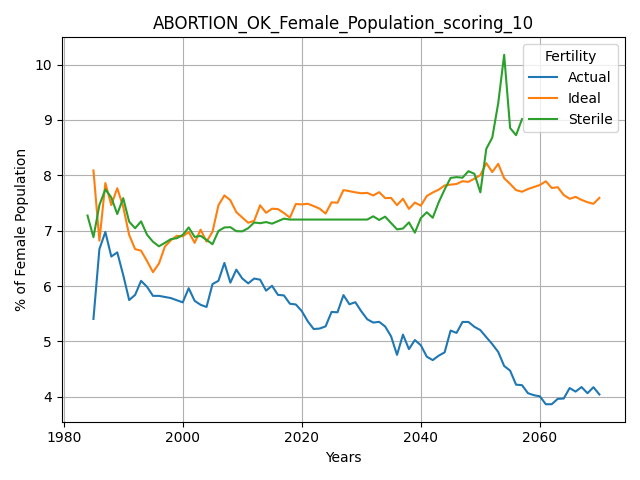 ABORTION_OK_Female_Population_scoring_10
Fertility
Actual
Ideal
Sterile
% of Female Population
10
9
8
7
6
5
4
1980
2000
2020
2040
2060
Years